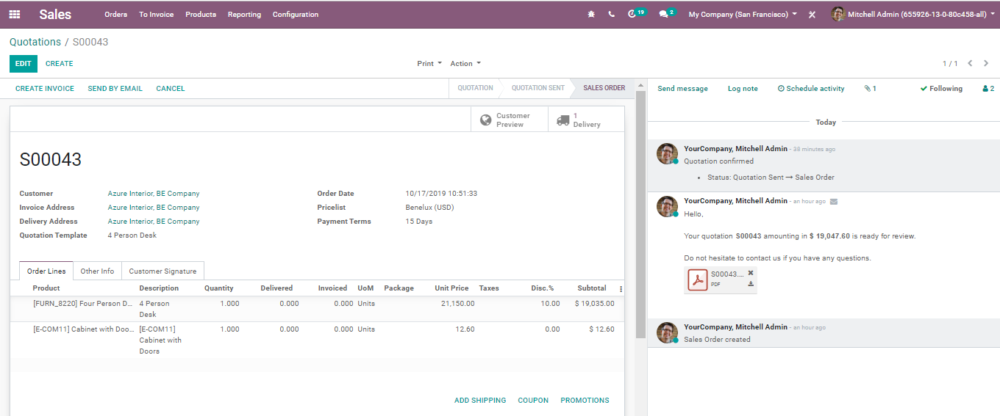 Sales Orders To Invoice Products Reporting Configuration 19 2 My Company (San Francisco) Mitchell Admin (655926-13-0-80c458-all)
Quotations / S00043
EDIT CREATE Print Action 1 / 1
CREATE INVOICE SEND BY EMAIL CANCEL QUOTATION QUOTATION SENT SALES ORDER
Customer Preview
1 Delivery
S00043
Customer Azure Interior, BE Company
Invoice Address Azure Interior, BE Company
Delivery Address Azure Interior, BE Company
Quotation Template 4 Person Desk
Order Date 10/17/2019 10:51:33
Pricelist Benelux (USD)
Payment Terms 15 Days
Order Lines Other Info Customer Signature
Product Description Quantity Delivered Invoiced UoM Package Unit Price Taxes Disc.% Subtotal
[FURN_8220] Four Person D... 4 Person 1.000 0.000 0.000 Units 21,150.00 10.00 $ 19,035.00
Desk
[E-COM11] Cabinet with Doo... [E-COM11] 1.000 0.000 0.000 Units 12.60 0.00 $ 12.60
Cabinet with
Doors
ADD SHIPPING COUPON PROMOTIONS
Send message Log note Schedule activity 1 Following 2
Today
YourCompany, Mitchell Admin - 38 minutes ago
Quotation confirmed
• Status: Quotation Sent → Sales Order
YourCompany, Mitchell Admin - an hour ago
Hello,
Your quotation S00043 amounting in $ 19,047.60 is ready for review.
Do not hesitate to contact us if you have any questions.
S00043....
PDF
YourCompany, Mitchell Admin - an hour ago
Sales Order created